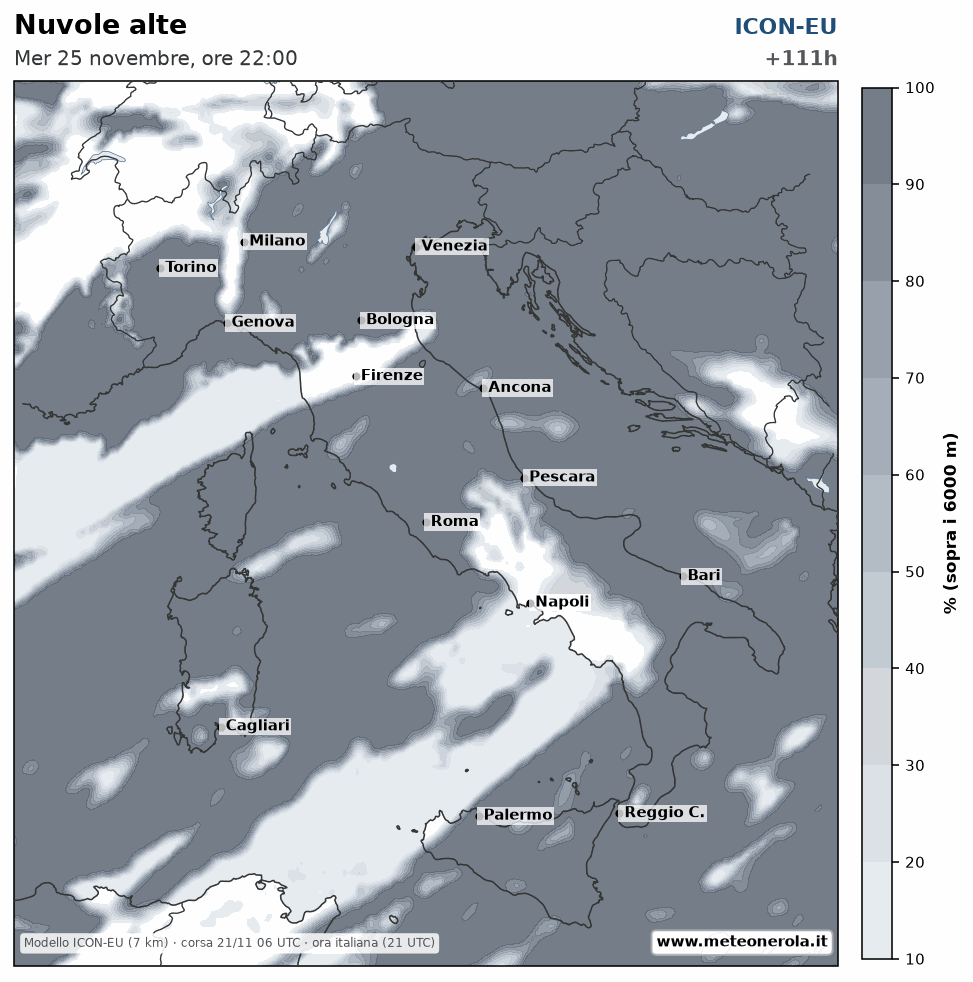 Nuvole alte
ICON-EU
Mer 25 novembre, ore 22:00
+111h
100
90
80
70
60
50
40
30
20
10
% (sopra i 6000 m)
Milano
Venezia
Torino
Genova
Bologna
Firenze
Ancona
Pescara
Roma
Bari
Napoli
Cagliari
Palermo
Reggio C.
Modello ICON-EU (7 km) · corsa 21/11 06 UTC · ora italiana (21 UTC)
www.meteonerola.it